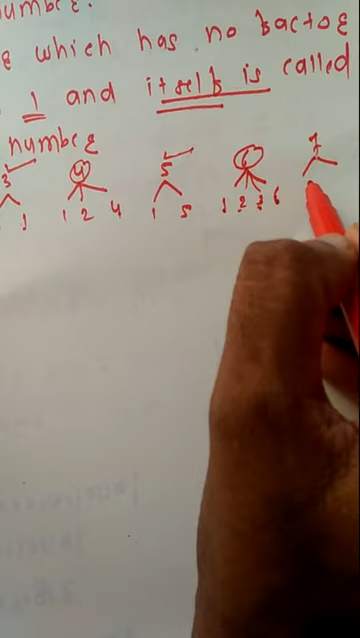 numbe.
which has no factor
1 and itself is called
number
3 4 5 6 7
1 1 2 4 1 5 1 2 3 6